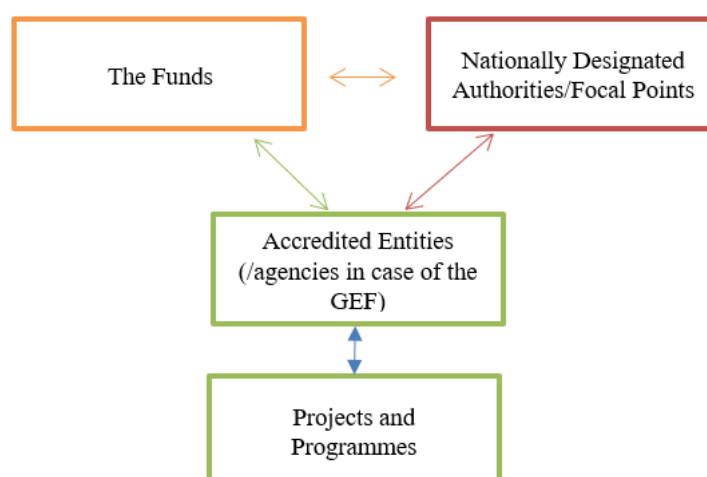 The Funds
Nationally Designated
Authorities/Focal Points
Accredited Entities
(/agencies in case of the
GEF)
Projects and
Programmes